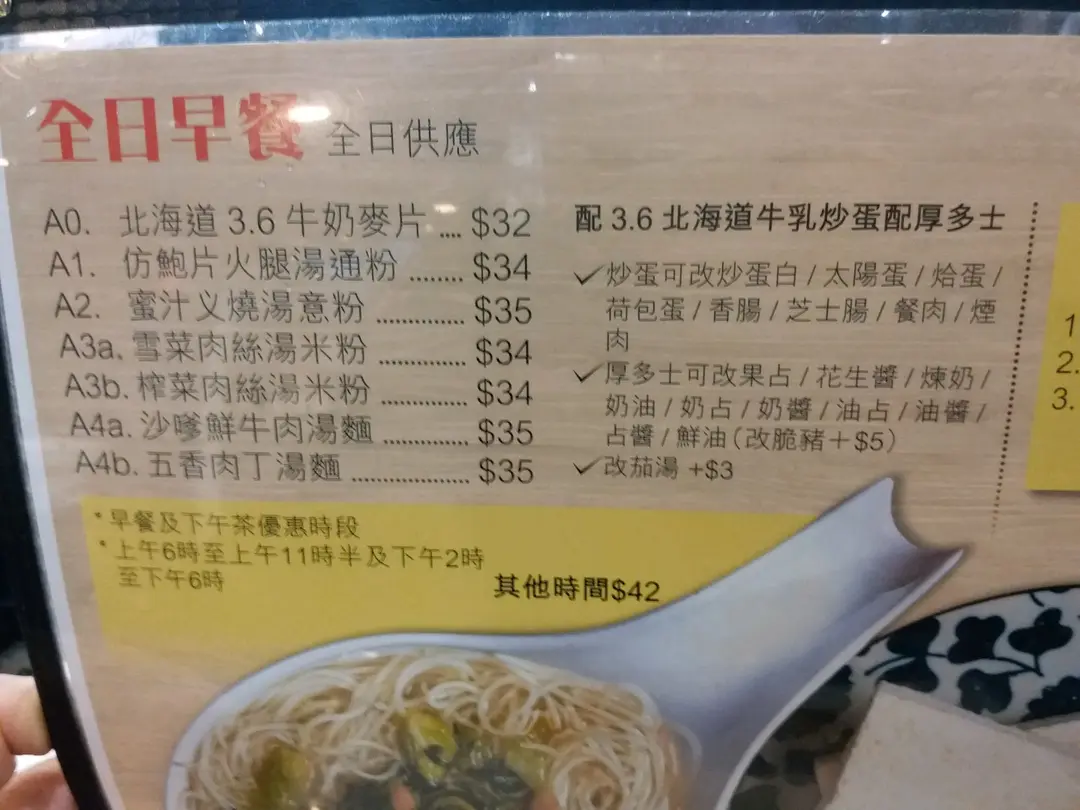 全日早餐 全日供應
A0. 北海道 3.6 牛奶麥片 .... $32
A1. 仿鮑片火腿湯通粉 ........ $34
A2. 蜜汁义燒湯意粉 .............. $35
A3a. 雪菜肉絲湯米粉 .............. $34
A3b. 榨菜肉絲湯米粉 .............. $34
A4a. 沙嗲鮮牛肉湯麵 .............. $35
A4b. 五香肉丁湯麵 ................... $35
*早餐及下午茶優惠時段
*上午6時至上午11時半及下午2時
至下午6時
其他時間$42
配 3.6 北海道牛乳炒蛋配厚多士
✓炒蛋可改炒蛋白 / 太陽蛋 / 烚蛋 /
荷包蛋 / 香腸 / 芝士腸 / 餐肉 / 煙
肉
✓厚多士可改果占 / 花生醬 / 煉奶 /
奶油 / 奶占 / 奶醬 / 油占 / 油醬 /
占醬 / 鮮油（改脆豬＋$5）
✓改茄湯 +$3
1
2.
3.